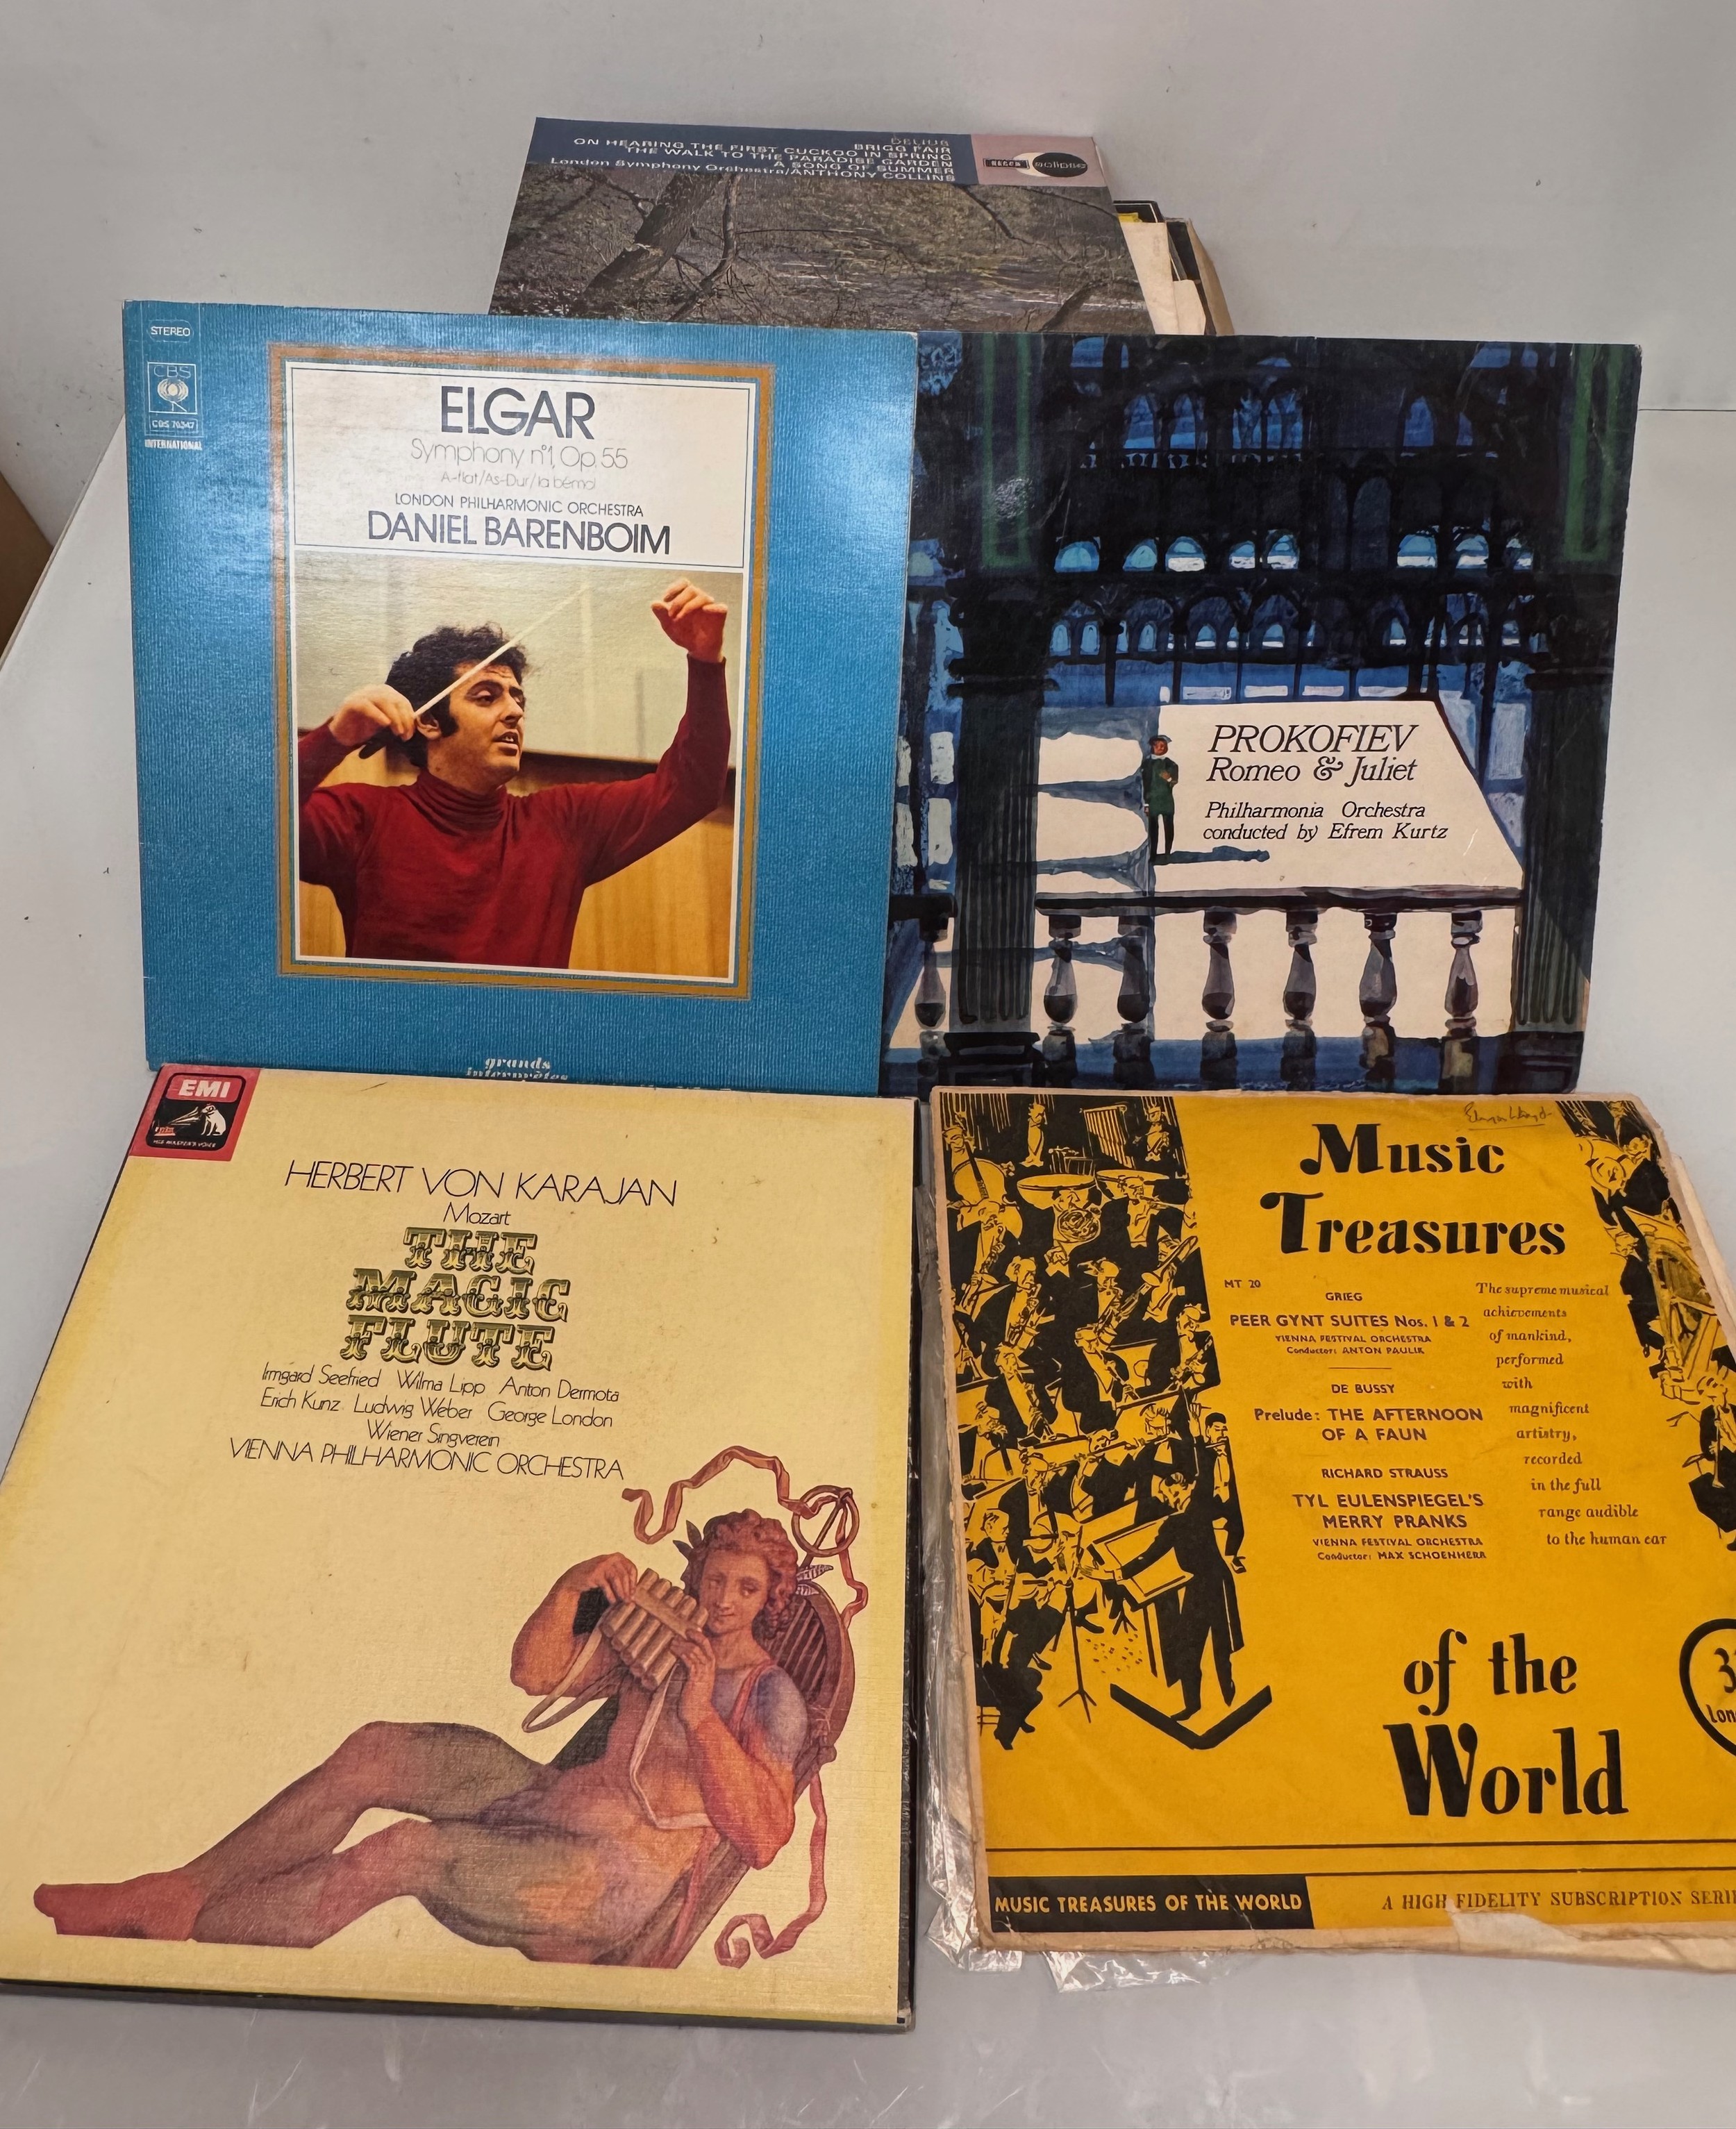 DELIUS
ON HEARING THE FIRST CUCKOO IN SPRING
BRIGG FAIR
THE WALK TO THE PARADISE GARDEN
A SONG OF SUMMER
London Symphony Orchestra/ANTHONY COLLINS
DECCA
eclipse
STEREO
CBS
CBS 76247
INTERNATIONAL
ELGAR
Symphony nº1, Op. 55
A-flat/As-Dur/la bémol
LONDON PHILHARMONIC ORCHESTRA
DANIEL BARENBOIM
grands
interprètes
PROKOFIEV
Romeo & Juliet
Philharmonia Orchestra
conducted by Efrem Kurtz
EMI
HIS MASTER'S VOICE
HERBERT VON KARAJAN
Mozart
THE
MAGIC
FLUTE
Irmgard Seefried Wilma Lipp Anton Dermota
Erich Kunz Ludwig Weber George London
Wiener Singverein
VIENNA PHILHARMONIC ORCHESTRA
Music
Treasures
MT 20
GRIEG
PEER GYNT SUITES Nos. 1 & 2
VIENNA FESTIVAL ORCHESTRA
Conductor: ANTON PAULIK
DE BUSSY
Prelude: THE AFTERNOON
OF A FAUN
RICHARD STRAUSS
TYL EULENSPIEGEL'S
MERRY PRANKS
VIENNA FESTIVAL ORCHESTRA
Conductor: MAX SCHOENHERR
The supreme musical
achievements
of mankind,
performed
with
magnificent
artistry,
recorded
in the full
range audible
to the human ear
of the
World
3
Lon
MUSIC TREASURES OF THE WORLD
A HIGH FIDELITY SUBSCRIPTION SERI